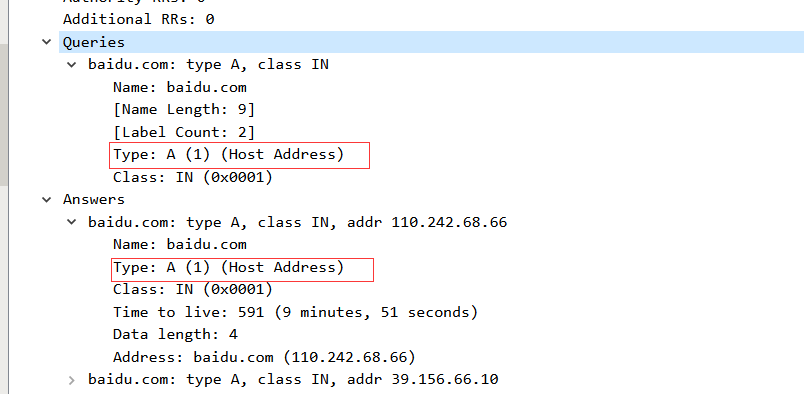 Additional RRs: 0
Queries
baidu.com: type A, class IN
Name: baidu.com
[Name Length: 9]
[Label Count: 2]
Type: A (1) (Host Address)
Class: IN (0x0001)
Answers
baidu.com: type A, class IN, addr 110.242.68.66
Name: baidu.com
Type: A (1) (Host Address)
Class: IN (0x0001)
Time to live: 591 (9 minutes, 51 seconds)
Data length: 4
Address: baidu.com (110.242.68.66)
baidu.com: type A, class IN, addr 39.156.66.10